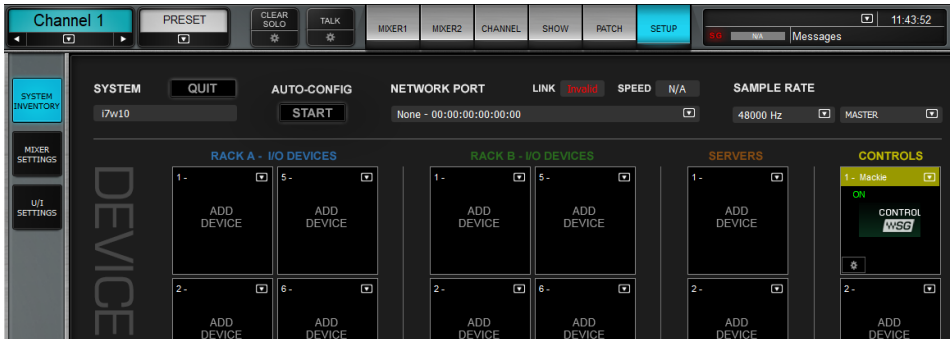 Channel 1
PRESET
CLEAR SOLO
TALK
MIXER1
MIXER2
CHANNEL
SHOW
PATCH
SETUP
11:43:52
SG
N/A
Messages
SYSTEM INVENTORY
MIXER SETTINGS
U/I SETTINGS
SYSTEM
QUIT
AUTO-CONFIG
NETWORK PORT
LINK
Invalid
SPEED
N/A
SAMPLE RATE
i7w10
START
None - 00:00:00:00:00:00
48000 Hz
MASTER
DEVICE
RACK A - I/O DEVICES
RACK B - I/O DEVICES
SERVERS
CONTROLS
1 -
5 -
1 -
5 -
1 -
1 - Mackie
ADD DEVICE
ADD DEVICE
ADD DEVICE
ADD DEVICE
ADD DEVICE
ON
CONTROL
WSG
2 -
6 -
2 -
6 -
2 -
2 -
ADD DEVICE
ADD DEVICE
ADD DEVICE
ADD DEVICE
ADD DEVICE
ADD DEVICE